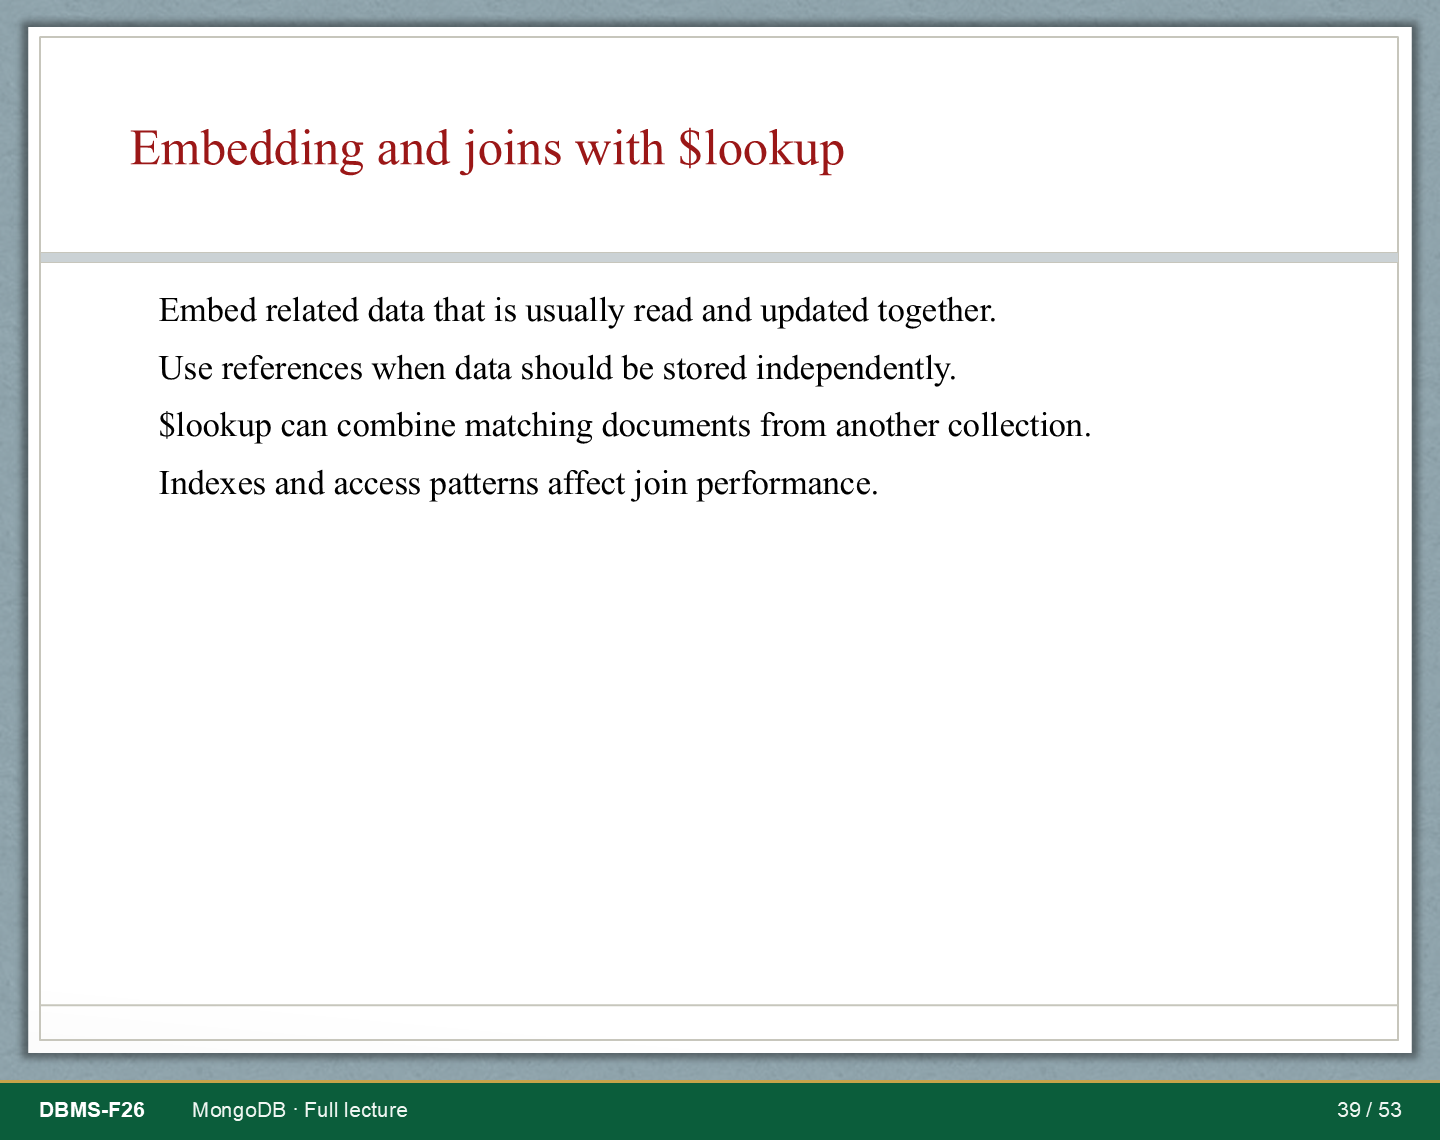 Embedding and joins with $lookup
Embed related data that is usually read and updated together.
Use references when data should be stored independently.
$lookup can combine matching documents from another collection.
Indexes and access patterns affect join performance.
DBMS-F26 MongoDB · Full lecture 39 / 53